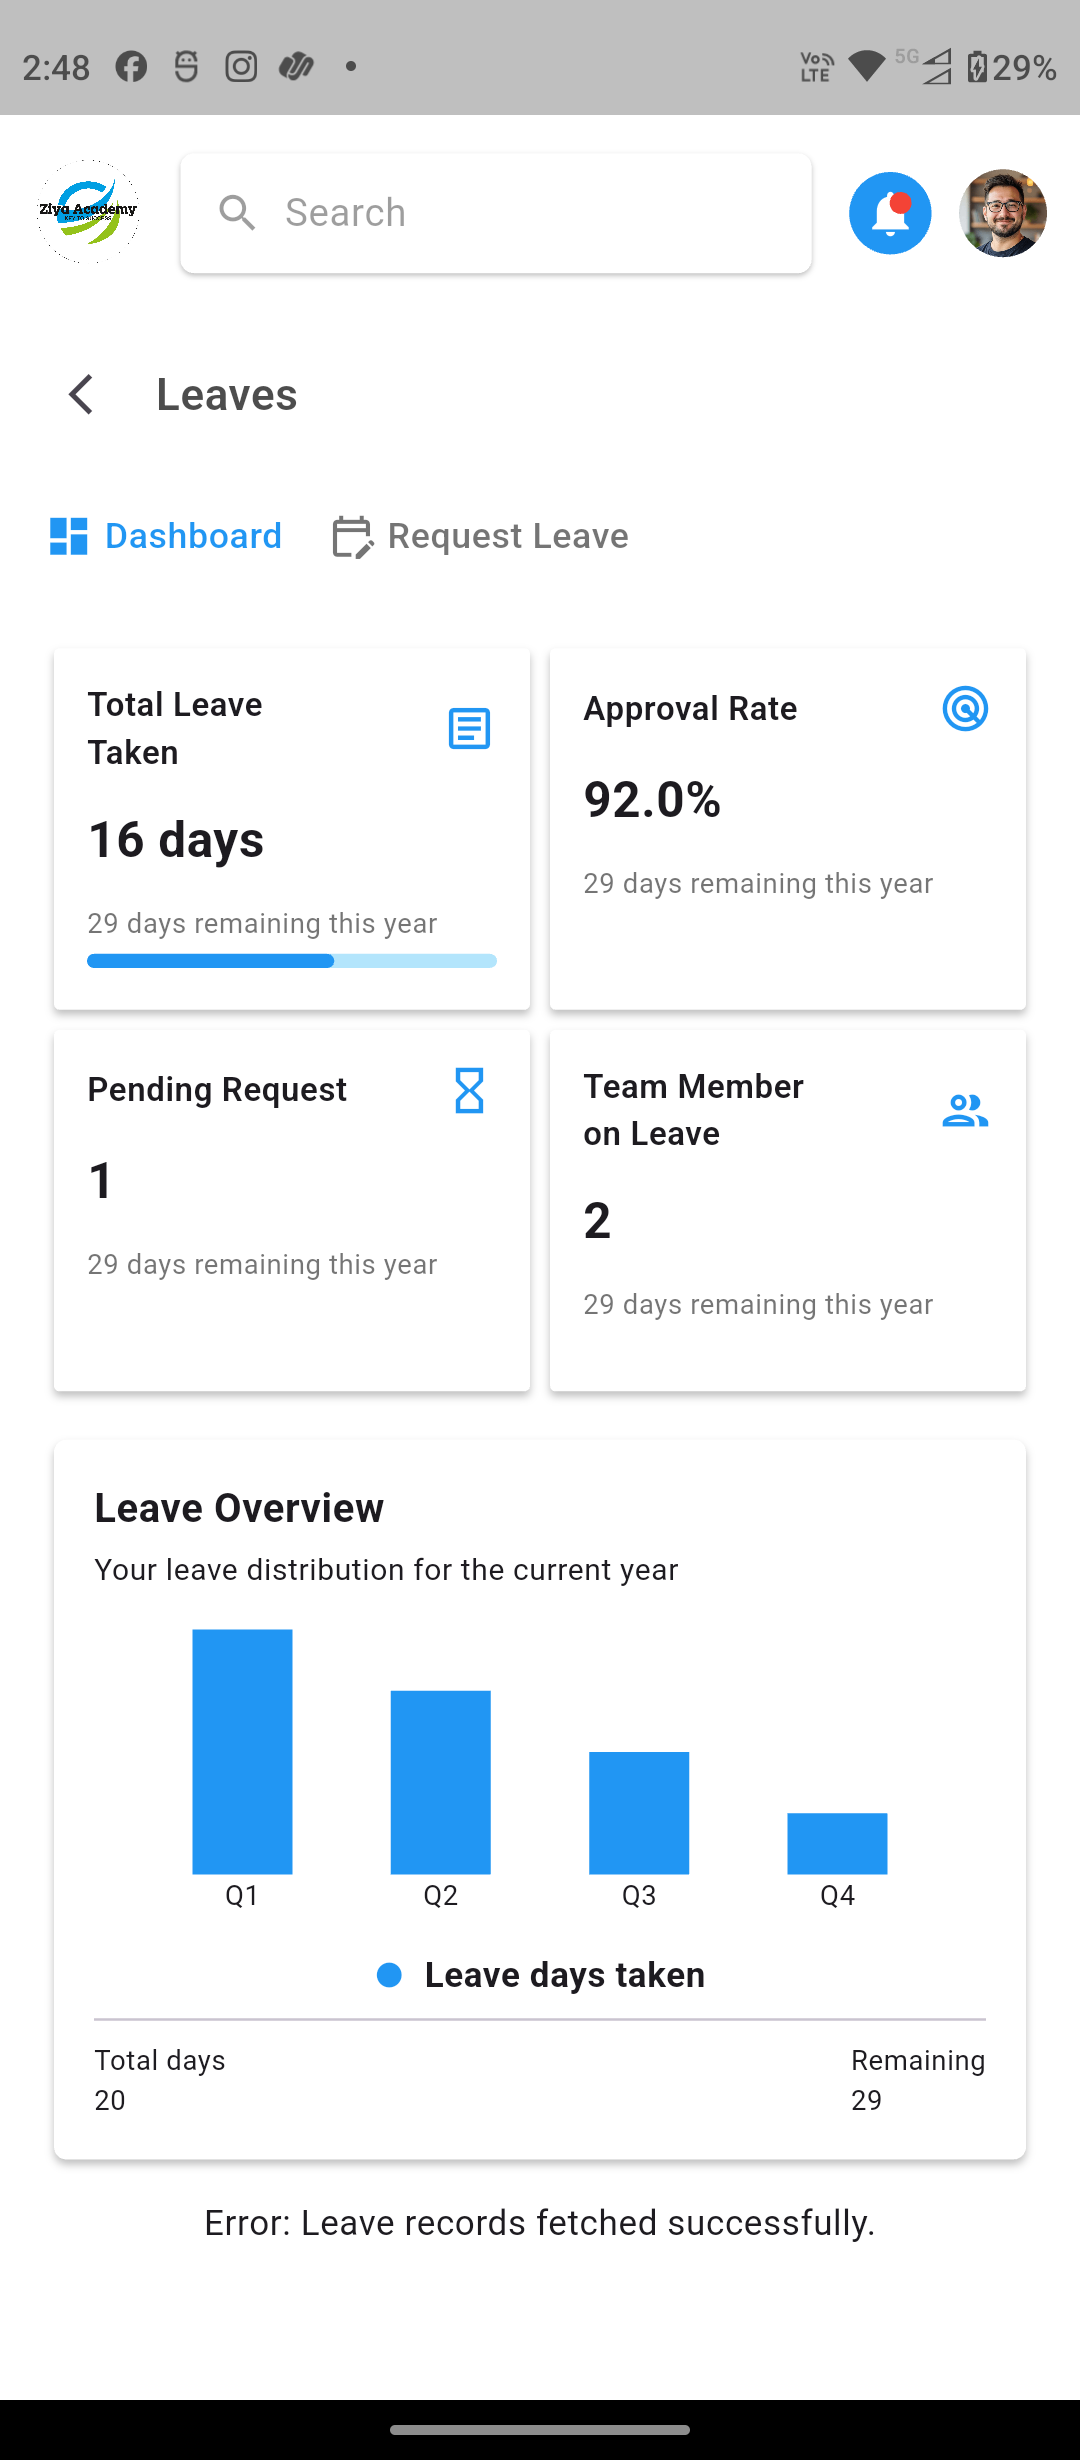 2:48
Vo LTE 5G 29%
Ziya Academy
KEY TO SUCCESS
Search
Leaves
Dashboard
Request Leave
Total Leave
Taken
16 days
29 days remaining this year
Approval Rate
92.0%
29 days remaining this year
Pending Request
1
29 days remaining this year
Team Member
on Leave
2
29 days remaining this year
Leave Overview
Your leave distribution for the current year
Q1 Q2 Q3 Q4
Leave days taken
Total days
20
Remaining
29
Error: Leave records fetched successfully.